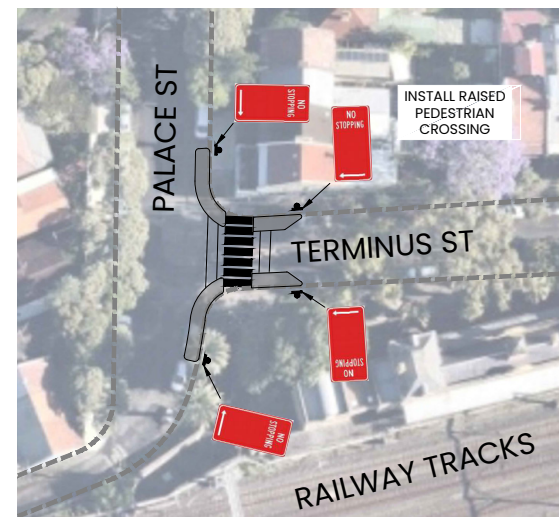 PALACE ST
NO
STOPPING
NO
STOPPING
INSTALL RAISED
PEDESTRIAN
CROSSING
TERMINUS ST
NO
STOPPING
NO
STOPPING
RAILWAY TRACKS